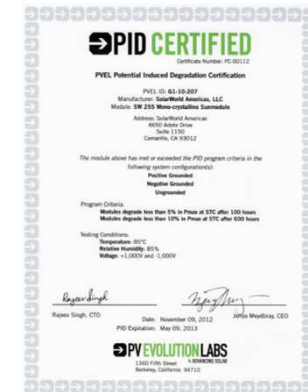 PID CERTIFIED
Certificate Number: PC-00112
PVEL Potential Induced Degradation Certification
PVEL ID: G1-10-207
Manufacturer: SolarWorld Americas, LLC
Module: SW 255 Mono-crystalline Sunmodule
Address: SolarWorld Americas
4650 Adohr Drive
Suite 1150
Camarillo, CA 93012
The module above has met or exceeded the PID program criteria in the
following system configuration(s):
Positive Grounded
Negative Grounded
Ungrounded
Program Criteria:
Modules degrade less than 5% in Pmax at STC after 100 hours
Modules degrade less than 10% in Pmax at STC after 600 hours
Testing Conditions:
Temperature: 85°C
Relative Humidity: 85%
Voltage: +1,000V and -1,000V
Rajeev Singh
Rajeev Singh, CTO
Jenya Meydbray, CEO
Date: November 09, 2012
PID Expiration: May 09, 2013
PV EVOLUTION LABS
ADVANCING SOLAR
1360 Fifth Street
Berkeley, California 94710